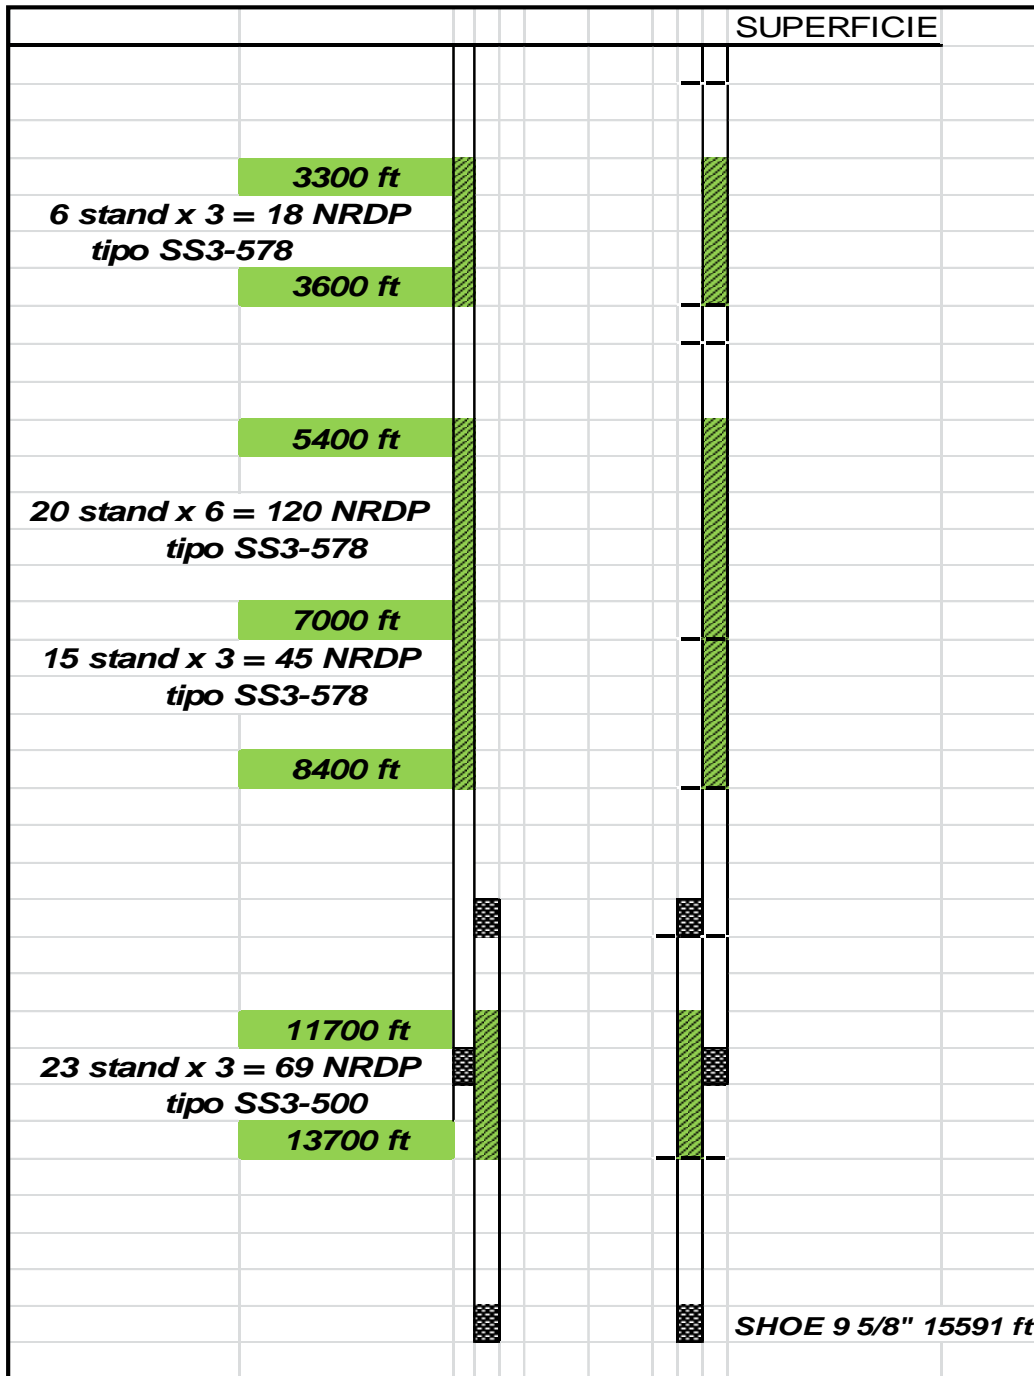 SUPERFICIE
3300 ft
6 stand x 3 = 18 NRDP
tipo SS3-578
3600 ft
5400 ft
20 stand x 6 = 120 NRDP
tipo SS3-578
7000 ft
15 stand x 3 = 45 NRDP
tipo SS3-578
8400 ft
11700 ft
23 stand x 3 = 69 NRDP
tipo SS3-500
13700 ft
SHOE 9 5/8" 15591 ft